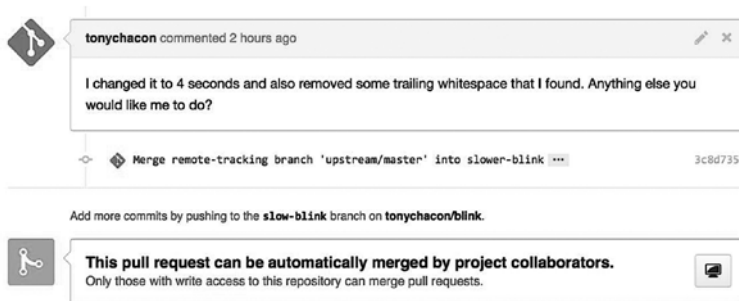 tonychacon commented 2 hours ago
I changed it to 4 seconds and also removed some trailing whitespace that I found. Anything else you
would like me to do?
Merge remote-tracking branch 'upstream/master' into slower-blink ...
3c8d735
Add more commits by pushing to the slow-blink branch on tonychacon/blink.
This pull request can be automatically merged by project collaborators.
Only those with write access to this repository can merge pull requests.